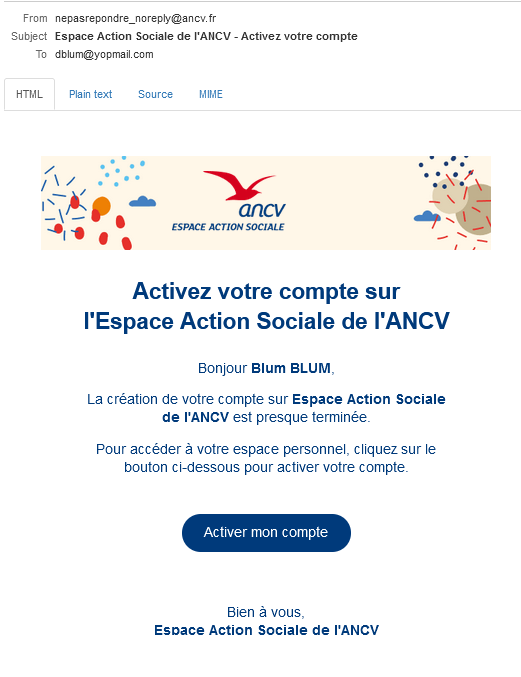 From nepasrepondre_noreply@ancv.fr
Subject Espace Action Sociale de l'ANCV - Activez votre compte
To dblum@yopmail.com
HTML Plain text Source MIME
ancv
ESPACE ACTION SOCIALE
Activez votre compte sur
l'Espace Action Sociale de l'ANCV
Bonjour Blum BLUM,
La création de votre compte sur Espace Action Sociale
de l'ANCV est presque terminée.
Pour accéder à votre espace personnel, cliquez sur le
bouton ci-dessous pour activer votre compte.
Activer mon compte
Bien à vous,
Espace Action Sociale de l'ANCV